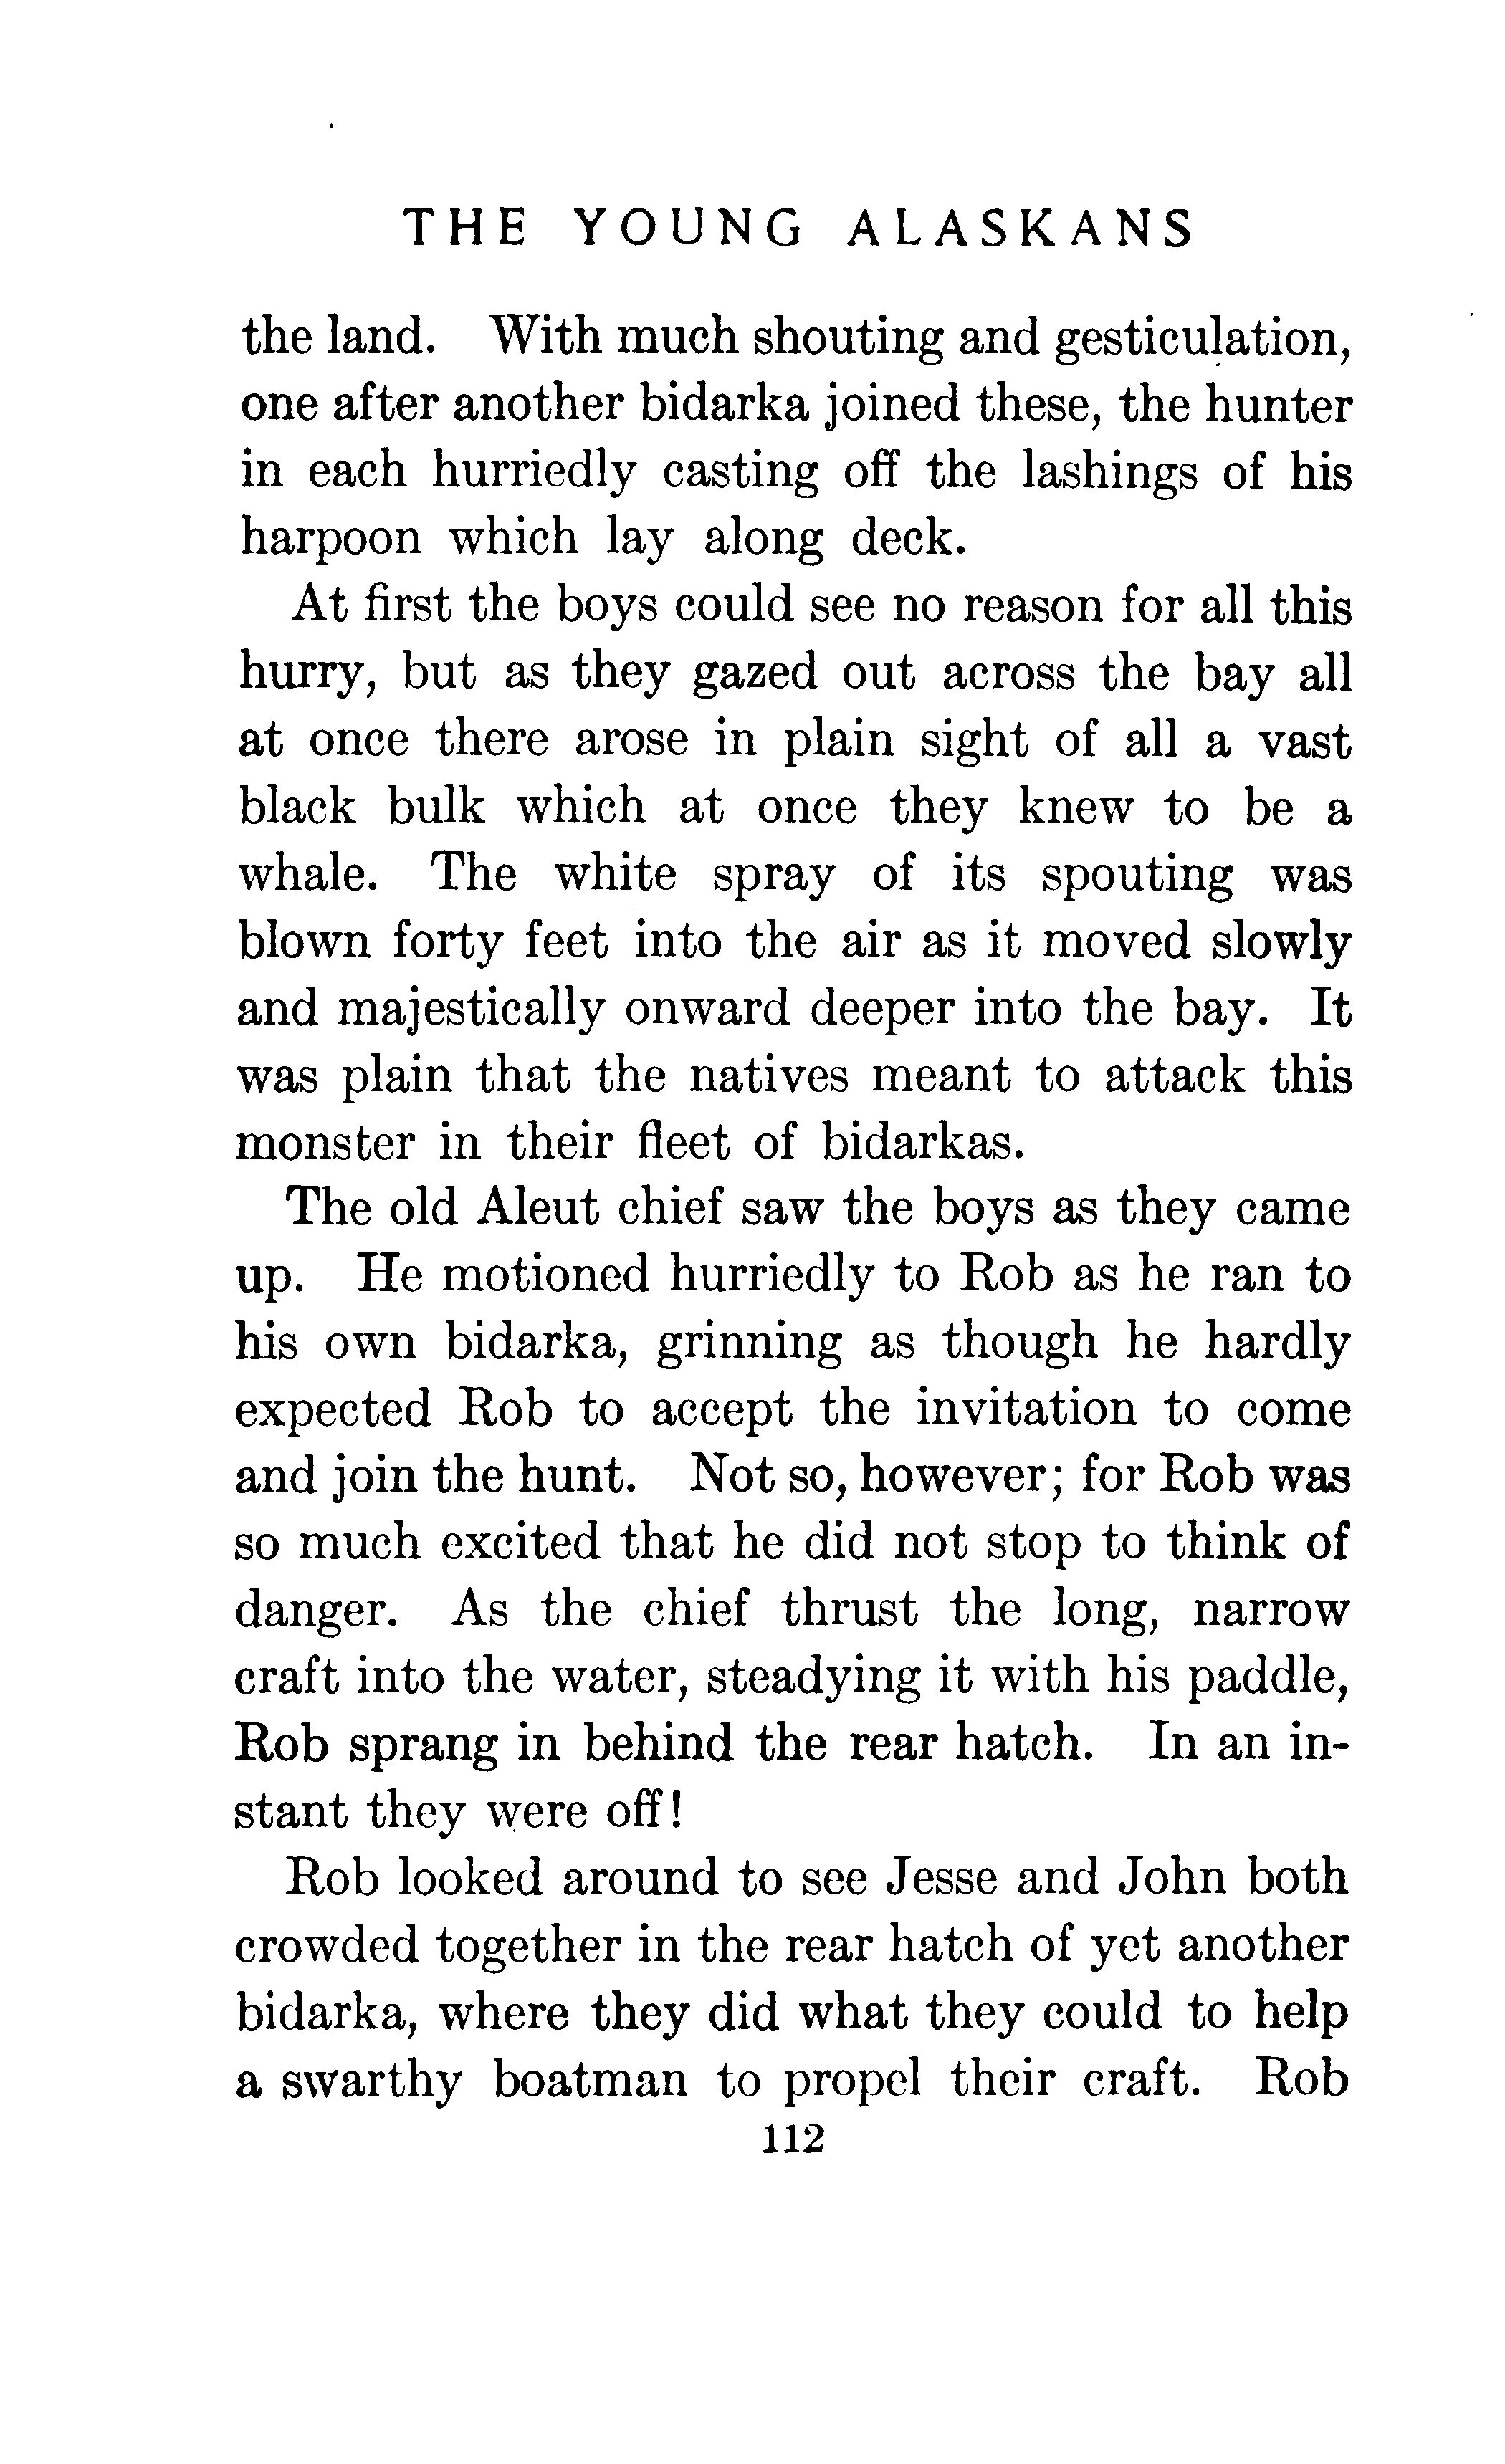 THE YOUNG ALASKANS
the land. With much shouting and gesticulation,
one after another bidarka joined these, the hunter
in each hurriedly casting off the lashings of his
harpoon which lay along deck.
At first the boys could see no reason for all this
hurry, but as they gazed out across the bay all
at once there arose in plain sight of all a vast
black bulk which at once they knew to be a
whale. The white spray of its spouting was
blown forty feet into the air as it moved slowly
and majestically onward deeper into the bay. It
was plain that the natives meant to attack this
monster in their fleet of bidarkas.
The old Aleut chief saw the boys as they came
up. He motioned hurriedly to Rob as he ran to
his own bidarka, grinning as though he hardly
expected Rob to accept the invitation to come
and join the hunt. Not so, however; for Rob was
so much excited that he did not stop to think of
danger. As the chief thrust the long, narrow
craft into the water, steadying it with his paddle,
Rob sprang in behind the rear hatch. In an in-
stant they were off!
Rob looked around to see Jesse and John both
crowded together in the rear hatch of yet another
bidarka, where they did what they could to help
a swarthy boatman to propel their craft. Rob
112